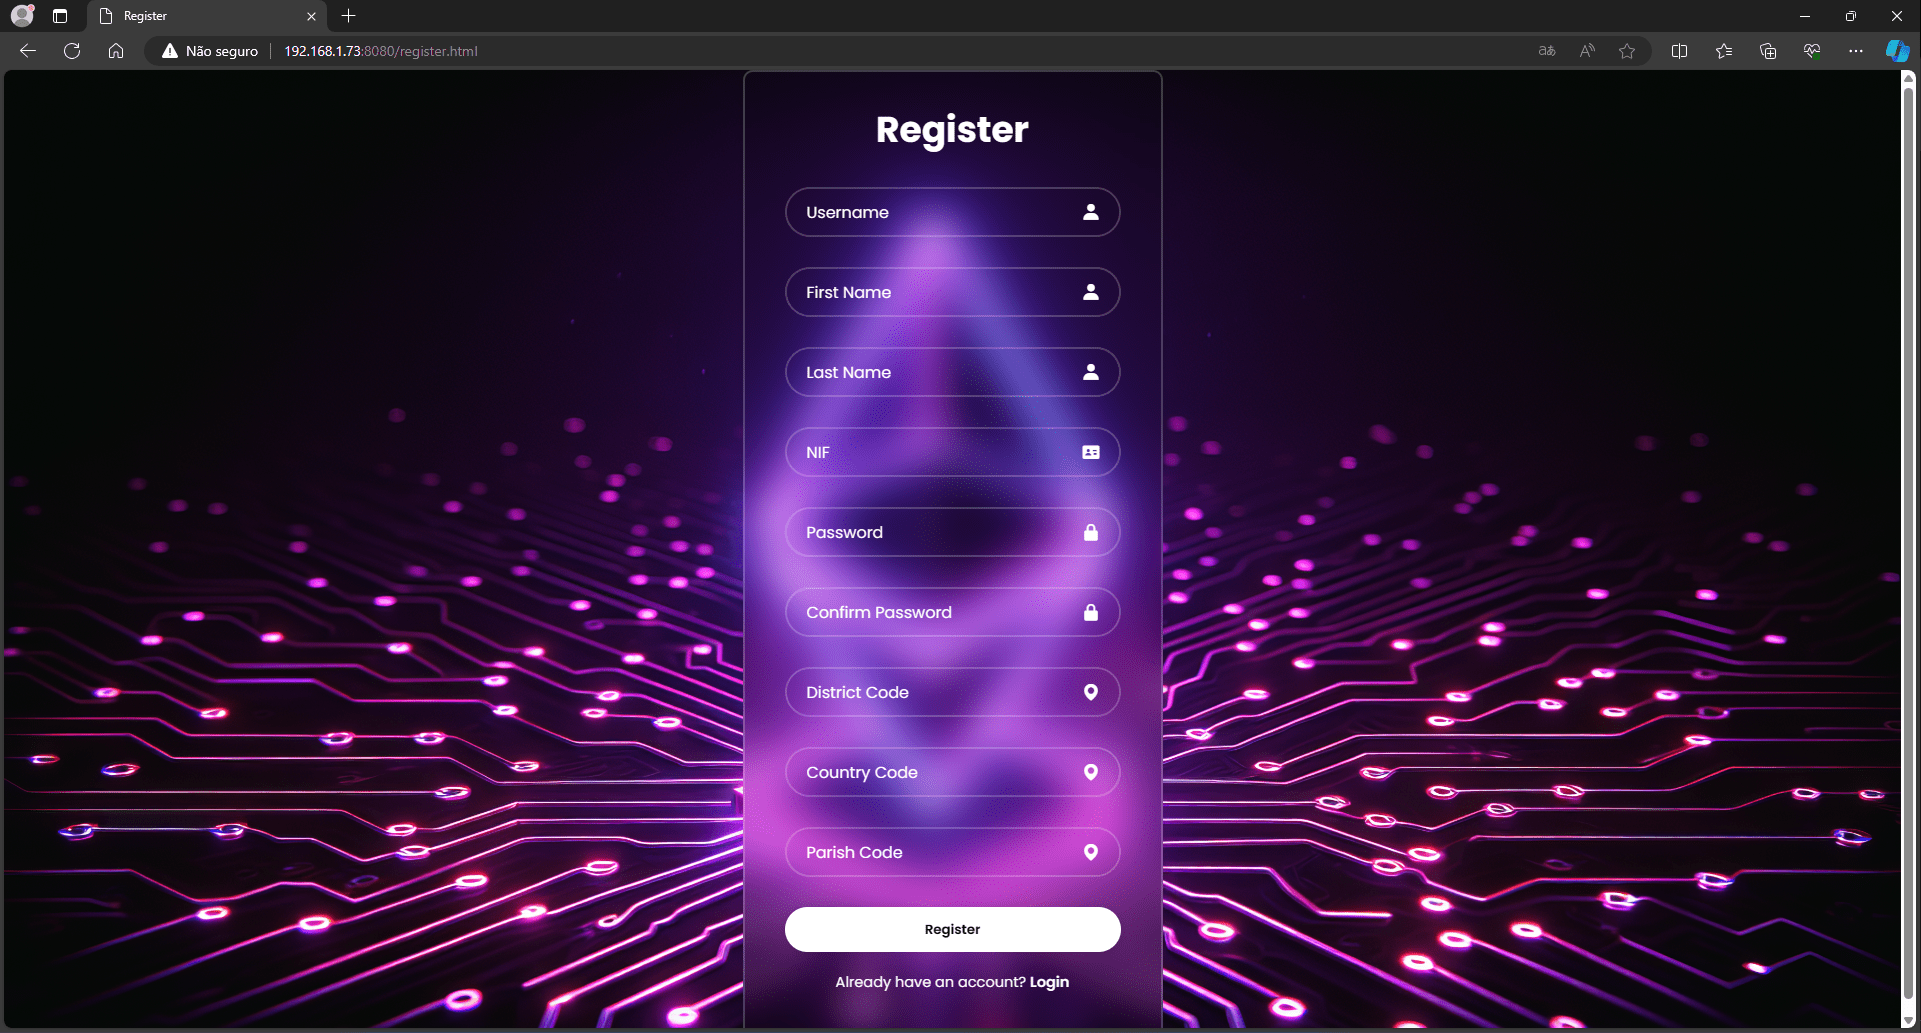 Register
Não seguro
192.168.1.73:8080/register.html
Register
Username
First Name
Last Name
NIF
Password
Confirm Password
District Code
Country Code
Parish Code
Register
Already have an account? Login